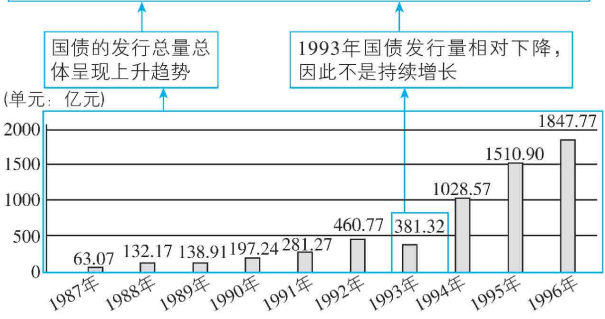 国债的发行总量总
体呈现上升趋势
1993年国债发行量相对下降，
因此不是持续增长
(单元：亿元)
2000
1500
1000
500
0
63.07
132.17
138.91
197.24
281.27
460.77
381.32
1028.57
1510.90
1847.77
1987年
1988年
1989年
1990年
1991年
1992年
1993年
1994年
1995年
1996年